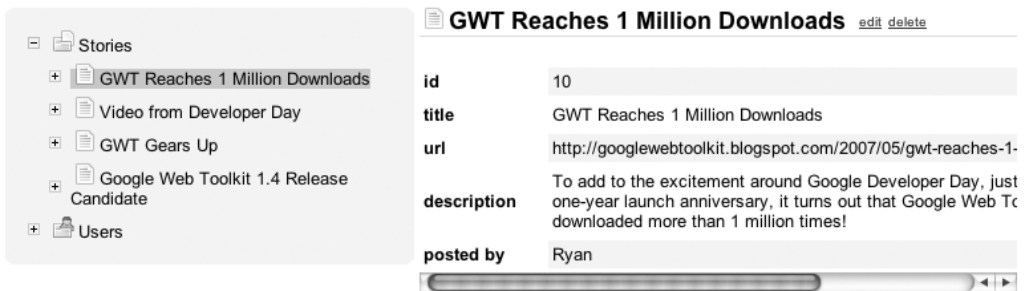 Stories
GWT Reaches 1 Million Downloads
Video from Developer Day
GWT Gears Up
Google Web Toolkit 1.4 Release
Candidate
Users
GWT Reaches 1 Million Downloads edit delete
id 10
title GWT Reaches 1 Million Downloads
url http://googlewebtoolkit.blogspot.com/2007/05/gwt-reaches-1-
description To add to the excitement around Google Developer Day, just
one-year launch anniversary, it turns out that Google Web To
downloaded more than 1 million times!
posted by Ryan